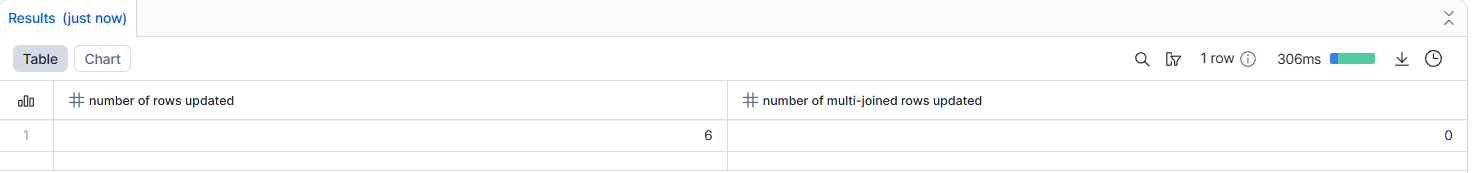 Results (just now)
Table Chart 1 row 306ms
number of rows updated number of multi-joined rows updated
1 6 0